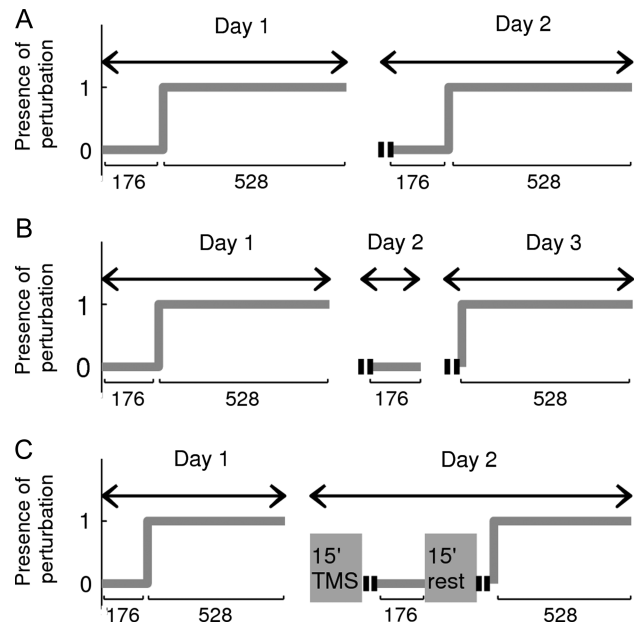 A
Day 1 Day 2
Presence of
perturbation
1
0
176 528 176 528
B
Day 1 Day 2 Day 3
Presence of
perturbation
1
0
176 528 176 528
C
Day 1 Day 2
Presence of
perturbation
1
0
15' 15'
TMS rest
176 528 176 528